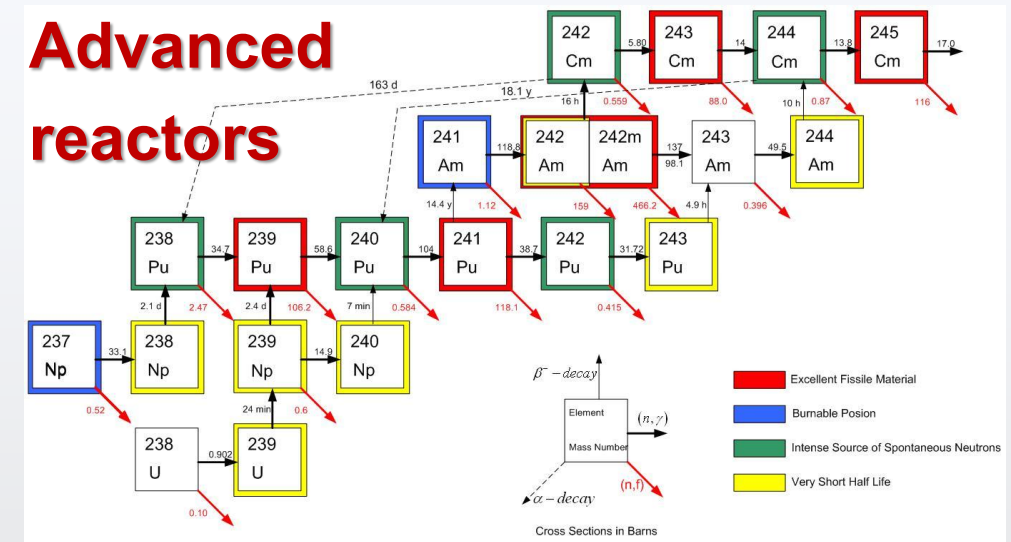 Advanced
reactors
242
Cm
5.80
243
Cm
14
244
Cm
13.8
245
Cm
17.0
163 d
18.1 y
16 h
0.559
88.0
10 h
0.87
116
241
Am
118.8
242
Am
242m
Am
137
98.1
243
Am
49.5
244
Am
14.4 y
1.12
159
466.2
4.9 h
0.396
238
Pu
34.7
239
Pu
58.6
240
Pu
104
241
Pu
38.7
242
Pu
31.72
243
Pu
2.1 d
2.47
2.4 d
106.2
7 min
0.584
118.1
0.415
237
Np
33.1
238
Np
239
Np
14.9
240
Np
0.52
24 min
0.6
238
U
0.902
239
U
0.10
β⁻ – decay
Element
Mass Number
(n,γ)
(n,f)
α – decay
Cross Sections in Barns
Excellent Fissile Material
Burnable Posion
Intense Source of Spontaneous Neutrons
Very Short Half Life